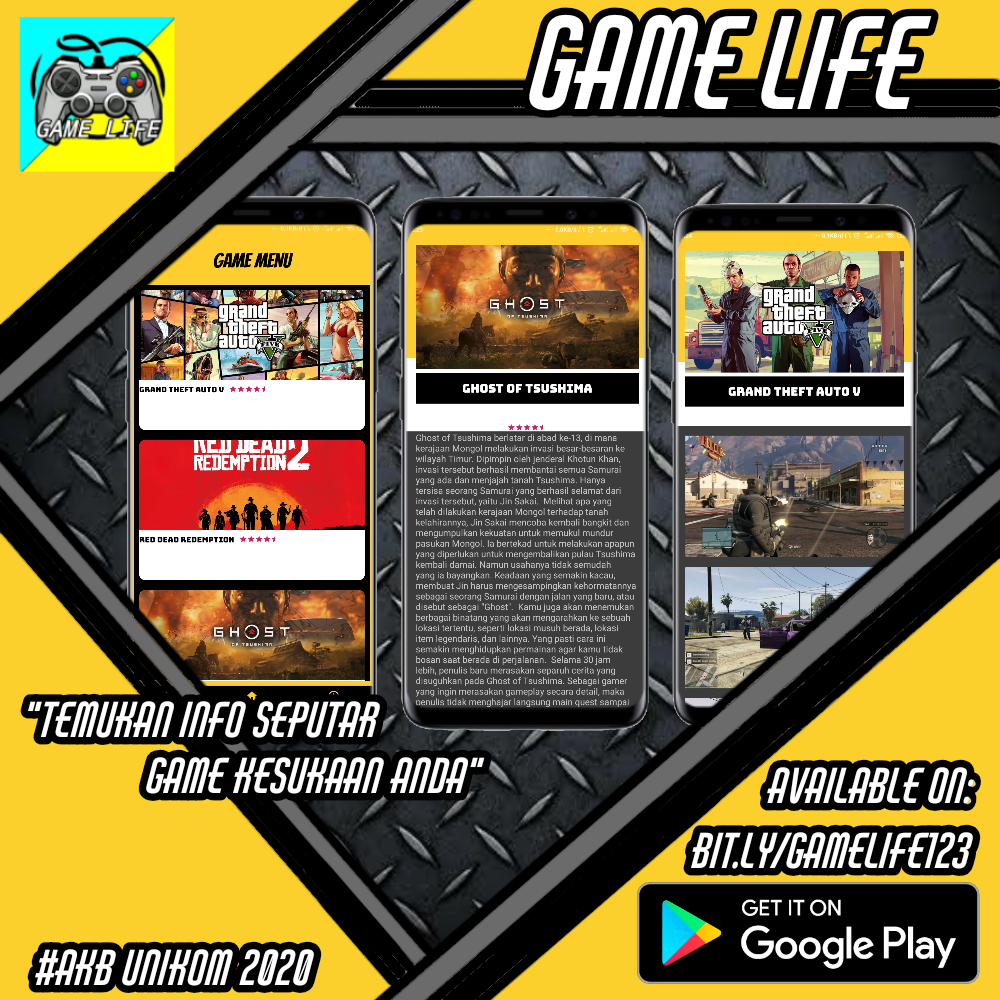 GAME LIFE
GAME LIFE
GAME MENU
grand
theft
auto
V
GRAND THEFT AUTO V
RED DEAD
REDEMPTION 2
RED DEAD REDEMPTION
GHOST
OF TSUSHIMA
GHOST
OF TSUSHIMA
GHOST OF TSUSHIMA
Ghost of Tsushima berlatar di abad ke-13, di mana
kerajaan Mongol melakukan invasi besar-besaran ke
wilayah Timur. Dipimpin oleh jenderal Khotun Khan,
invasi tersebut berhasil membantai semua Samurai
yang ada dan menjajah tanah Tsushima. Hanya
tersisa seorang Samurai yang berhasil selamat dari
invasi tersebut, yaitu Jin Sakai. Melihat apa yang
telah dilakukan kerajaan Mongol terhadap tanah
kelahirannya, Jin Sakai mencoba kembali bangkit dan
mengumpulkan kekuatan untuk memukul mundur
pasukan Mongol. Ia bertekad untuk melakukan apapun
yang diperlukan untuk mengembalikan pulau Tsushima
kembali damai. Namun usahanya tidak semudah
yang ia bayangkan. Keadaan yang semakin kacau,
membuat Jin harus mengesampingkan kehormatannya
sebagai seorang Samurai dengan jalan yang baru, atau
disebut sebagai "Ghost". Kamu juga akan menemukan
berbagai binatang yang akan mengarahkan ke sebuah
lokasi tertentu, seperti lokasi musuh berada, lokasi
item legendaris, dan lainnya. Yang pasti cara ini
semakin menghidupkan permainan agar kamu tidak
bosan saat berada di perjalanan. Selama 30 jam
lebih, penulis baru merasakan separuh cerita yang
disuguhkan pada Ghost of Tsushima. Sebagai gamer
yang ingin merasakan gameplay secara detail, maka
penulis tidak menghajar langsung main quest sampai
grand
theft
auto
V
GRAND THEFT AUTO V
"TEMUKAN INFO SEPUTAR
GAME KESUKAAN ANDA"
AVAILABLE ON:
BIT.LY/GAMELIFE123
GET IT ON
Google Play
#AKB UNIKOM 2020